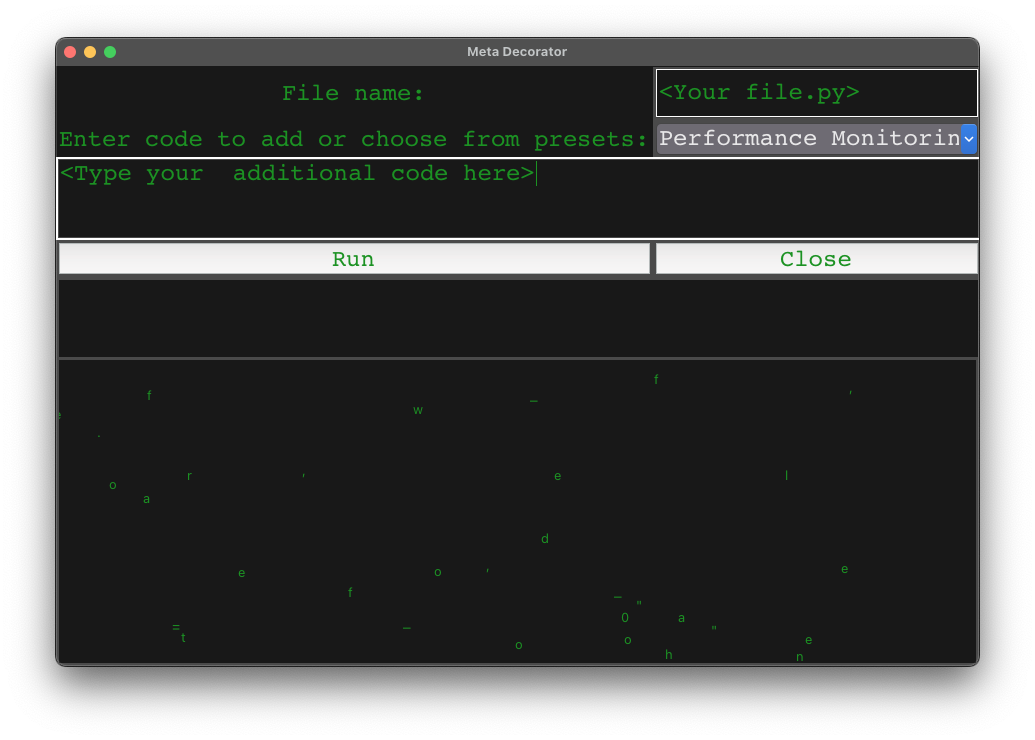 Meta Decorator
File name:
<Your file.py>
Enter code to add or choose from presets:
Performance Monitorin
<Type your  additional code here>
Run
Close
f
f
,
e
w
_
.
r
,
e
l
o
a
d
e
o
,
e
f
_
"
=
_
0
a
"
t
o
o
e
h
n